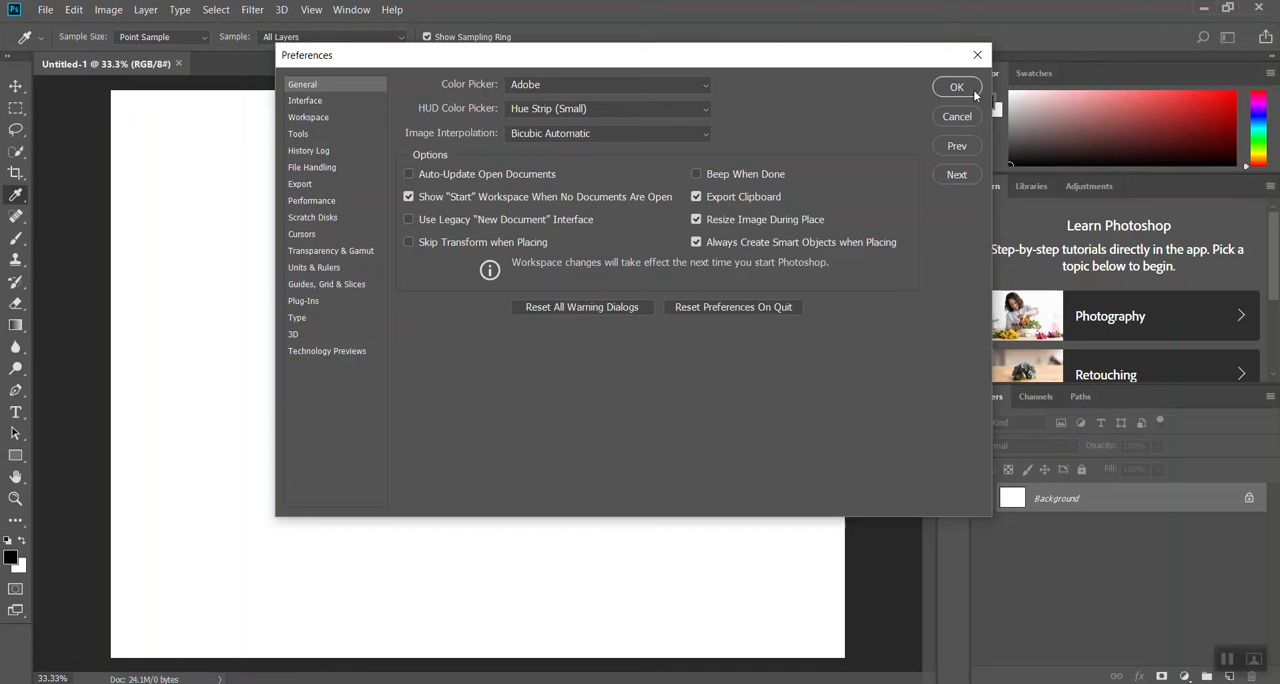 Ps File Edit Image Layer Type Select Filter 3D View Window Help
Sample Size: Point Sample Sample: All Layers Show Sampling Ring
Untitled-1 @ 33.3% (RGB/8#)
Preferences
General
Interface
Workspace
Tools
History Log
File Handling
Export
Performance
Scratch Disks
Cursors
Transparency & Gamut
Units & Rulers
Guides, Grid & Slices
Plug-Ins
Type
3D
Technology Previews
Color Picker: Adobe
HUD Color Picker: Hue Strip (Small)
Image Interpolation: Bicubic Automatic
Options
Auto-Update Open Documents
Beep When Done
Show “Start” Workspace When No Documents Are Open
Export Clipboard
Use Legacy “New Document” Interface
Resize Image During Place
Skip Transform when Placing
Always Create Smart Objects when Placing
Workspace changes will take effect the next time you start Photoshop.
Reset All Warning Dialogs
Reset Preferences On Quit
OK
Cancel
Prev
Next
or Swatches
rn Libraries Adjustments
Learn Photoshop
Step-by-step tutorials directly in the app. Pick a
topic below to begin.
Photography
Retouching
ers Channels Paths
ind
mal Opacity: 100%
Fill: 100%
Background
33.33% Doc: 24.1M/0 bytes